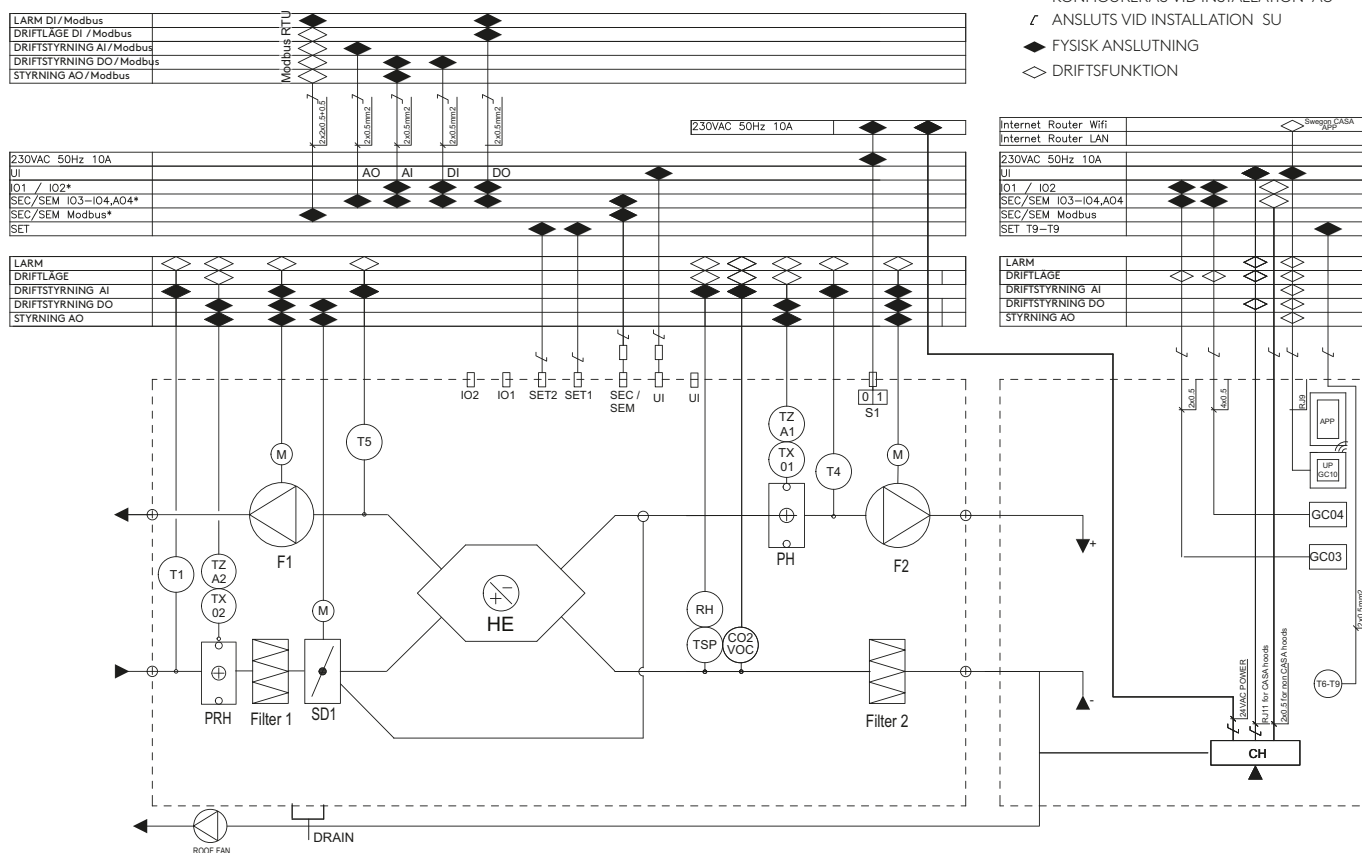 KONFIGURERAS VID INSTALLATION AU
ANSLUTS VID INSTALLATION SU
FYSISK ANSLUTNING
DRIFTSFUNKTION
LARM DI/Modbus
DRIFTLÄGE DI /Modbus
DRIFTSTYRNING AI/Modbus
DRIFTSTYRNING DO/Modbus
STYRNING AO/Modbus
Modbus RTU
2x2x0.5+0.5
2x0.5mm2
2x0.5mm2
2x0.5mm2
2x0.5mm2
230VAC 50Hz 10A
Internet Router Wifi
Internet Router LAN
Swegon CASA
APP
230VAC 50Hz 10A
UI
IO1 / IO2*
SEC/SEM IO3-IO4,AO4*
SEC/SEM Modbus*
SET
AO
AI
DI
DO
230VAC 50Hz 10A
UI
IO1 / IO2
SEC/SEM IO3-IO4,AO4
SEC/SEM Modbus
SET T9-T9
LARM
DRIFTLÄGE
DRIFTSTYRNING AI
DRIFTSTYRNING DO
STYRNING AO
LARM
DRIFTLÄGE
DRIFTSTYRNING AI
DRIFTSTYRNING DO
STYRNING AO
IO2
IO1
SET2
SET1
SEC /
SEM
UI
UI
0 1
S1
2x0.5
4x0.5
RJ9
APP
UP
GC10
GC04
GC03
12x0.5mm2
T6-T9
T5
M
F1
T1
TZ
A2
TX
02
M
PRH
Filter 1
SD1
HE
TZ
A1
TX
01
PH
T4
M
F2
+
RH
TSP
CO2
VOC
Filter 2
-
24VAC POWER
RJ11 for CASA hoods
2x0.5 for non CASA hoods
CH
DRAIN
ROOF FAN